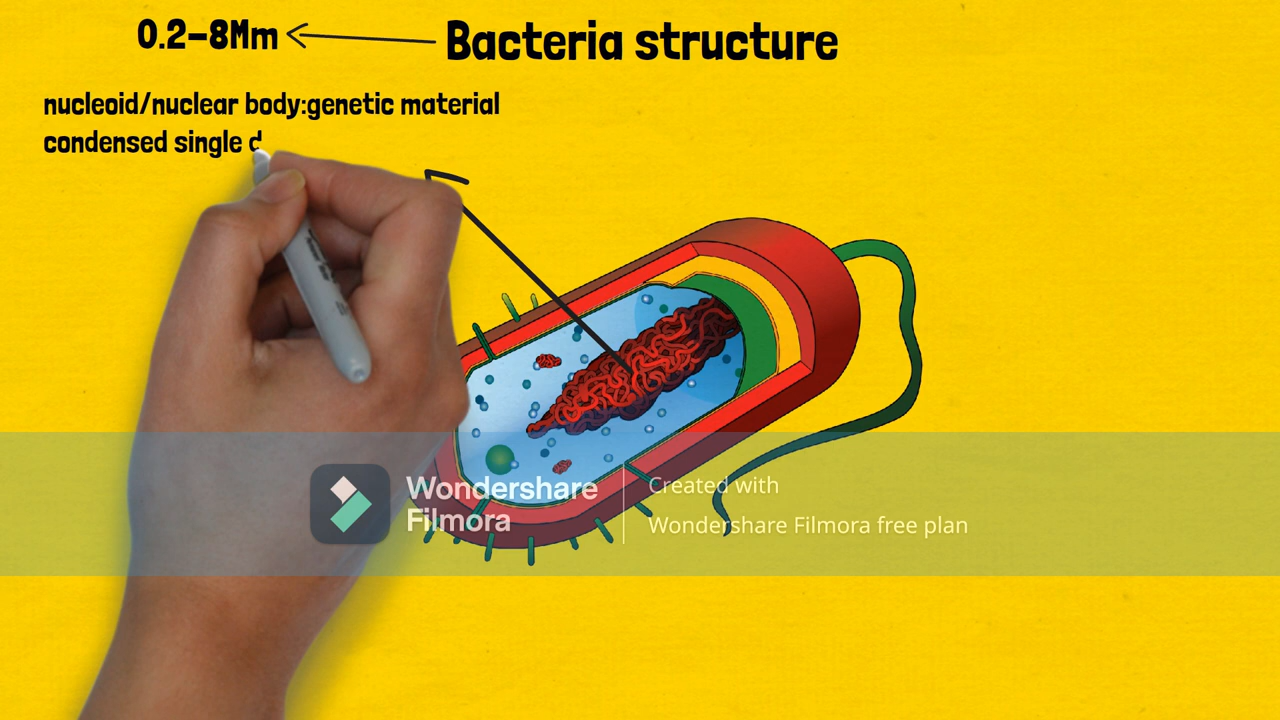 0.2-8Mm
Bacteria structure
nucleoid/nuclear body:genetic material
condensed single d
Wondershare
Filmora
Created with
Wondershare Filmora free plan